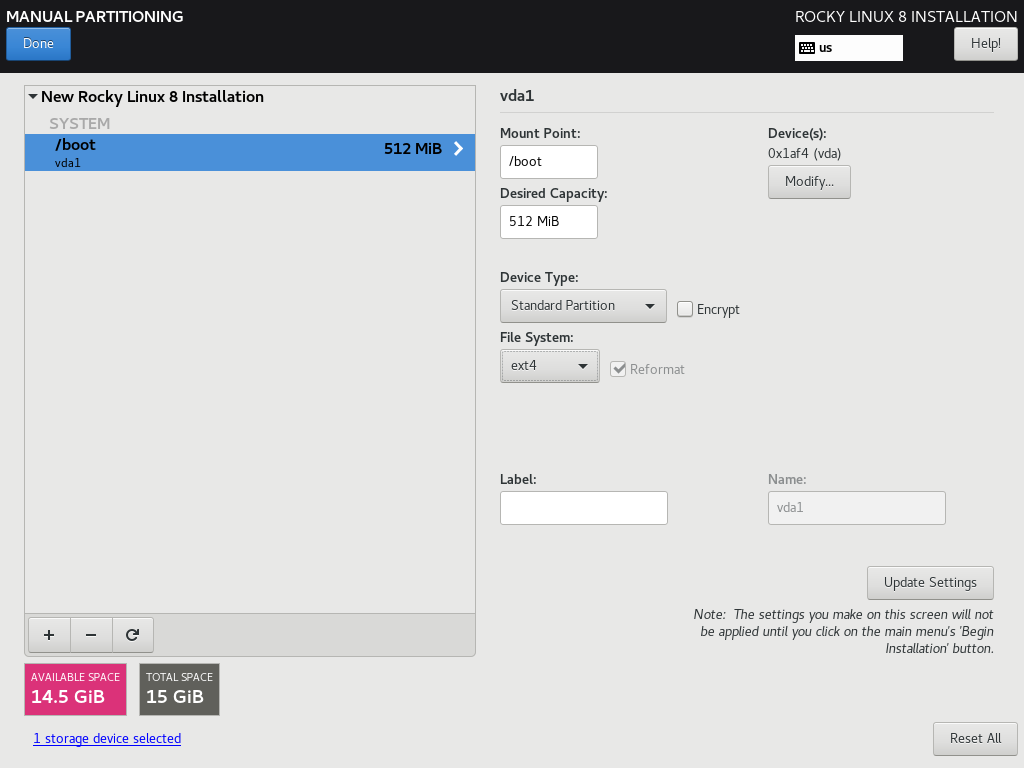 MANUAL PARTITIONING
ROCKY LINUX 8 INSTALLATION
Done
us
Help!
New Rocky Linux 8 Installation
SYSTEM
/boot
512 MiB
vda1
+
-
AVAILABLE SPACE
14.5 GiB
TOTAL SPACE
15 GiB
1 storage device selected
vda1
Mount Point:
/boot
Device(s):
0x1af4 (vda)
Modify...
Desired Capacity:
512 MiB
Device Type:
Standard Partition
Encrypt
File System:
ext4
Reformat
Label:
Name:
vda1
Update Settings
Note:  The settings you make on this screen will not
be applied until you click on the main menu's 'Begin
Installation' button.
Reset All